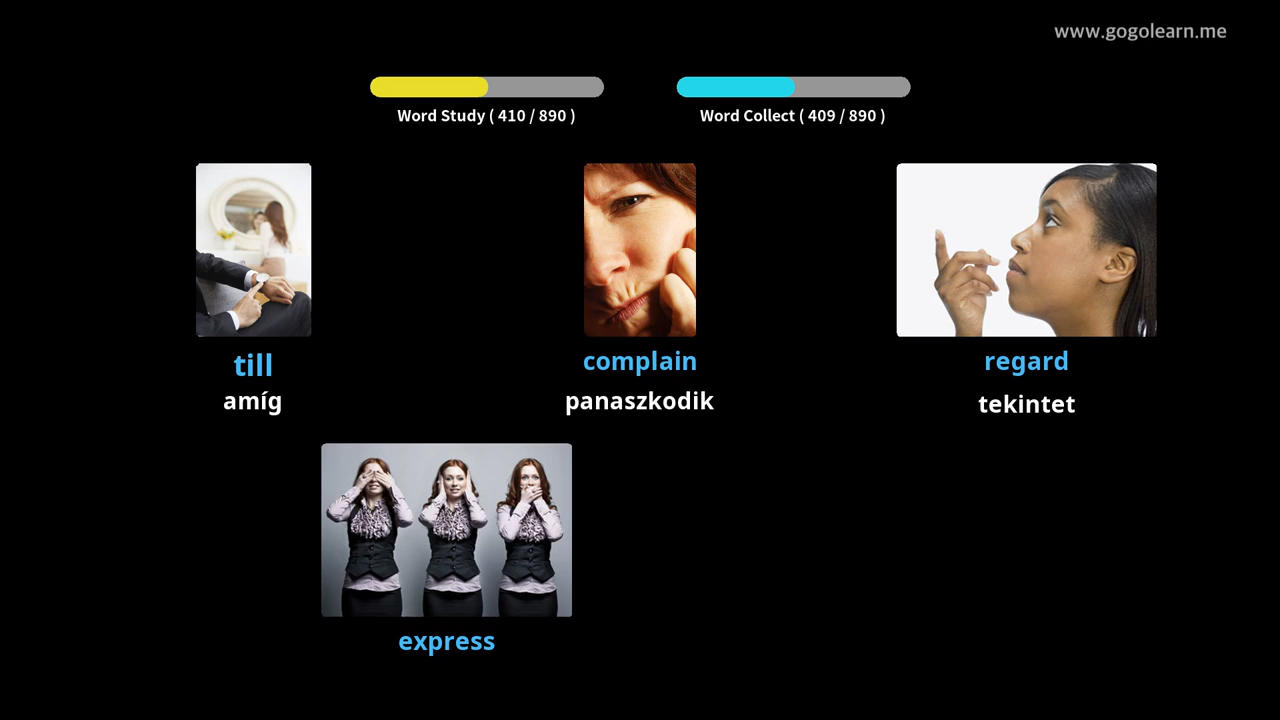 www.gogolearn.me
Word Study ( 410 / 890 )
Word Collect ( 409 / 890 )
till
complain
regard
amíg
panaszkodik
tekintet
express